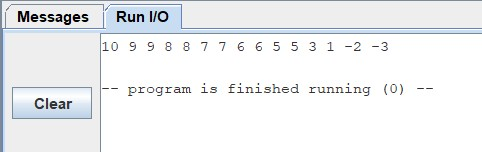 Messages Run I/O
10 9 9 8 8 7 7 6 6 5 5 3 1 -2 -3
-- program is finished running (0) --
Clear